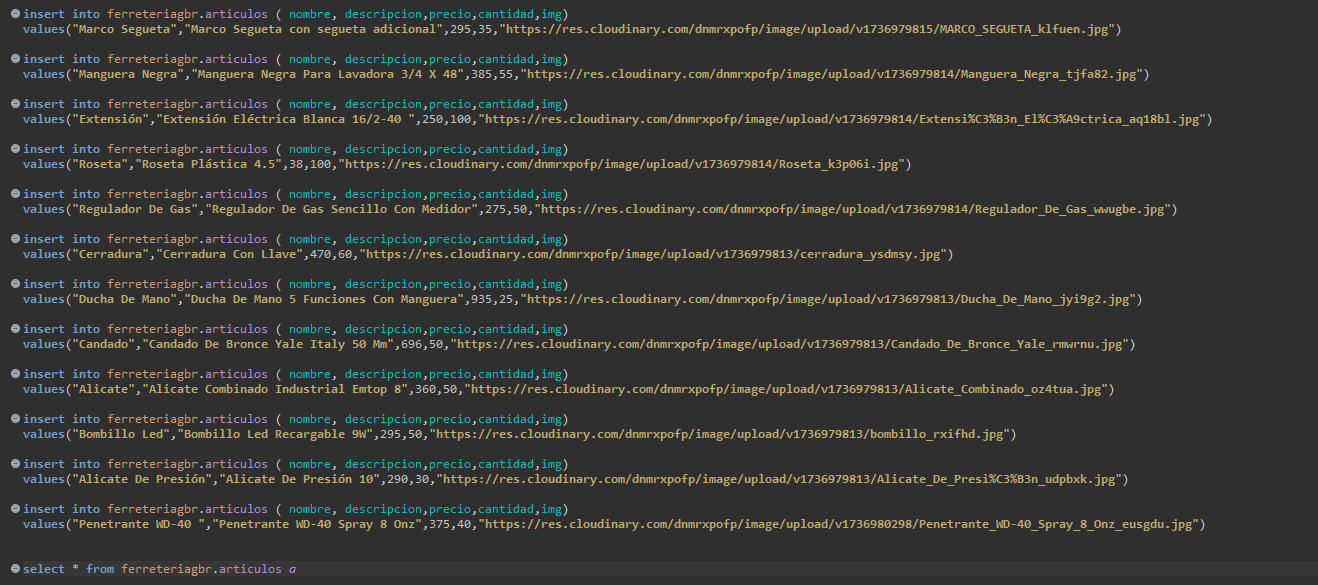 insert into ferreteriagbr.articulos ( nombre, descripcion,precio,cantidad,img)
values("Marco Segueta","Marco Segueta con segueta adicional",295,35,"https://res.cloudinary.com/dnmrxpofp/image/upload/v1736979815/MARCO_SEGUETA_klfuen.jpg")
insert into ferreteriagbr.articulos ( nombre, descripcion,precio,cantidad,img)
values("Manguera Negra","Manguera Negra Para Lavadora 3/4 X 48",385,55,"https://res.cloudinary.com/dnmrxpofp/image/upload/v1736979814/Manguera_Negra_tjfa82.jpg")
insert into ferreteriagbr.articulos ( nombre, descripcion,precio,cantidad,img)
values("Extensión","Extensión Eléctrica Blanca 16/2-40 ",250,100,"https://res.cloudinary.com/dnmrxpofp/image/upload/v1736979814/Extensi%C3%B3n_El%C3%A9ctrica_aq18bl.jpg")
insert into ferreteriagbr.articulos ( nombre, descripcion,precio,cantidad,img)
values("Roseta","Roseta Plástica 4.5",38,100,"https://res.cloudinary.com/dnmrxpofp/image/upload/v1736979814/Roseta_k3p06i.jpg")
insert into ferreteriagbr.articulos ( nombre, descripcion,precio,cantidad,img)
values("Regulador De Gas","Regulador De Gas Sencillo Con Medidor",275,50,"https://res.cloudinary.com/dnmrxpofp/image/upload/v1736979814/Regulador_De_Gas_wwugbe.jpg")
insert into ferreteriagbr.articulos ( nombre, descripcion,precio,cantidad,img)
values("Cerradura","Cerradura Con Llave",470,60,"https://res.cloudinary.com/dnmrxpofp/image/upload/v1736979813/cerradura_ysdmsy.jpg")
insert into ferreteriagbr.articulos ( nombre, descripcion,precio,cantidad,img)
values("Ducha De Mano","Ducha De Mano 5 Funciones Con Manguera",935,25,"https://res.cloudinary.com/dnmrxpofp/image/upload/v1736979813/Ducha_De_Mano_jyi9g2.jpg")
insert into ferreteriagbr.articulos ( nombre, descripcion,precio,cantidad,img)
values("Candado","Candado De Bronce Yale Italy 50 Mm",696,50,"https://res.cloudinary.com/dnmrxpofp/image/upload/v1736979813/Candado_De_Bronce_Yale_rmwrnu.jpg")
insert into ferreteriagbr.articulos ( nombre, descripcion,precio,cantidad,img)
values("Alicate","Alicate Combinado Industrial Emtop 8",360,50,"https://res.cloudinary.com/dnmrxpofp/image/upload/v1736979813/Alicate_Combinado_oz4tua.jpg")
insert into ferreteriagbr.articulos ( nombre, descripcion,precio,cantidad,img)
values("Bombillo Led","Bombillo Led Recargable 9W",295,50,"https://res.cloudinary.com/dnmrxpofp/image/upload/v1736979813/bombillo_rxifhd.jpg")
insert into ferreteriagbr.articulos ( nombre, descripcion,precio,cantidad,img)
values("Alicate De Presión","Alicate De Presión 10",290,30,"https://res.cloudinary.com/dnmrxpofp/image/upload/v1736979813/Alicate_De_Presi%C3%B3n_udpbxk.jpg")
insert into ferreteriagbr.articulos ( nombre, descripcion,precio,cantidad,img)
values("Penetrante WD-40 ","Penetrante WD-40 Spray 8 Onz",375,40,"https://res.cloudinary.com/dnmrxpofp/image/upload/v1736980298/Penetrante_WD-40_Spray_8_Onz_eusgdu.jpg")
select * from ferreteriagbr.articulos a